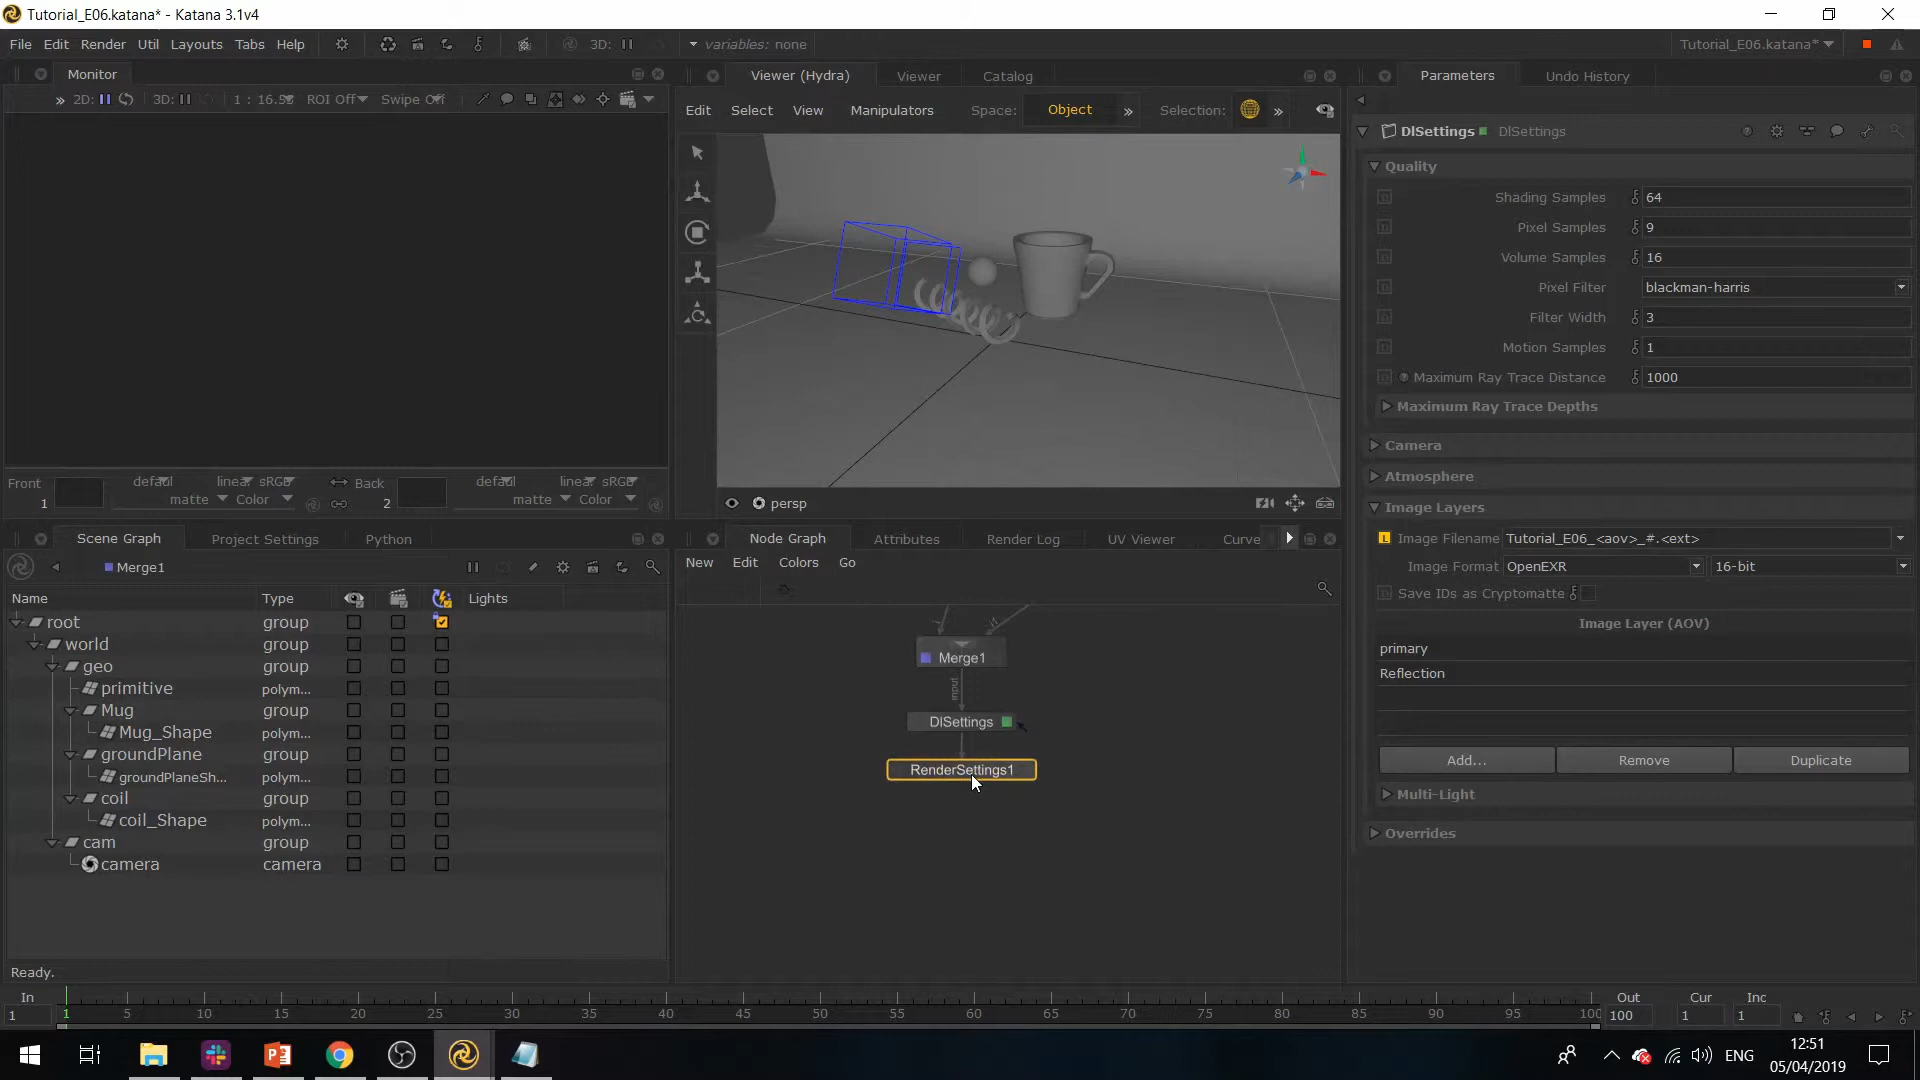 Tutorial_E06.katana* - Katana 3.1v4
File Edit Render Util Layouts Tabs Help 3D: variables: none Tutorial_E06.katana*
Monitor
2D: 3D: 1 : 16.5 ROI Off Swipe Off
Front defaul linear sRGB Back defaul linear sRGB
1 matte Color 2 matte Color
Viewer (Hydra) Viewer Catalog
Edit Select View Manipulators Space: Object » Selection: »
persp
Scene Graph Project Settings Python
Merge1
Name Type Lights
root group
world group
geo group
primitive polym...
Mug group
Mug_Shape polym...
groundPlane group
groundPlaneSh... polym...
coil group
coil_Shape polym...
cam group
camera camera
Ready.
Node Graph Attributes Render Log UV Viewer Curve
New Edit Colors Go
Merge1
input
DlSettings
RenderSettings1
Parameters Undo History
DlSettings DlSettings
Quality
Shading Samples 64
Pixel Samples 9
Volume Samples 16
Pixel Filter blackman-harris
Filter Width 3
Motion Samples 1
Maximum Ray Trace Distance 1000
Maximum Ray Trace Depths
Camera
Atmosphere
Image Layers
L Image Filename Tutorial_E06_<aov>_#.<ext>
Image Format OpenEXR 16-bit
Save IDs as Cryptomatte
Image Layer (AOV)
primary
Reflection
Add... Remove Duplicate
Multi-Light
Overrides
In Out Cur Inc
1 1 5 10 15 20 25 30 35 40 45 50 55 60 65 70 75 80 85 90 95 100 100 1 1
ENG
12:51
05/04/2019